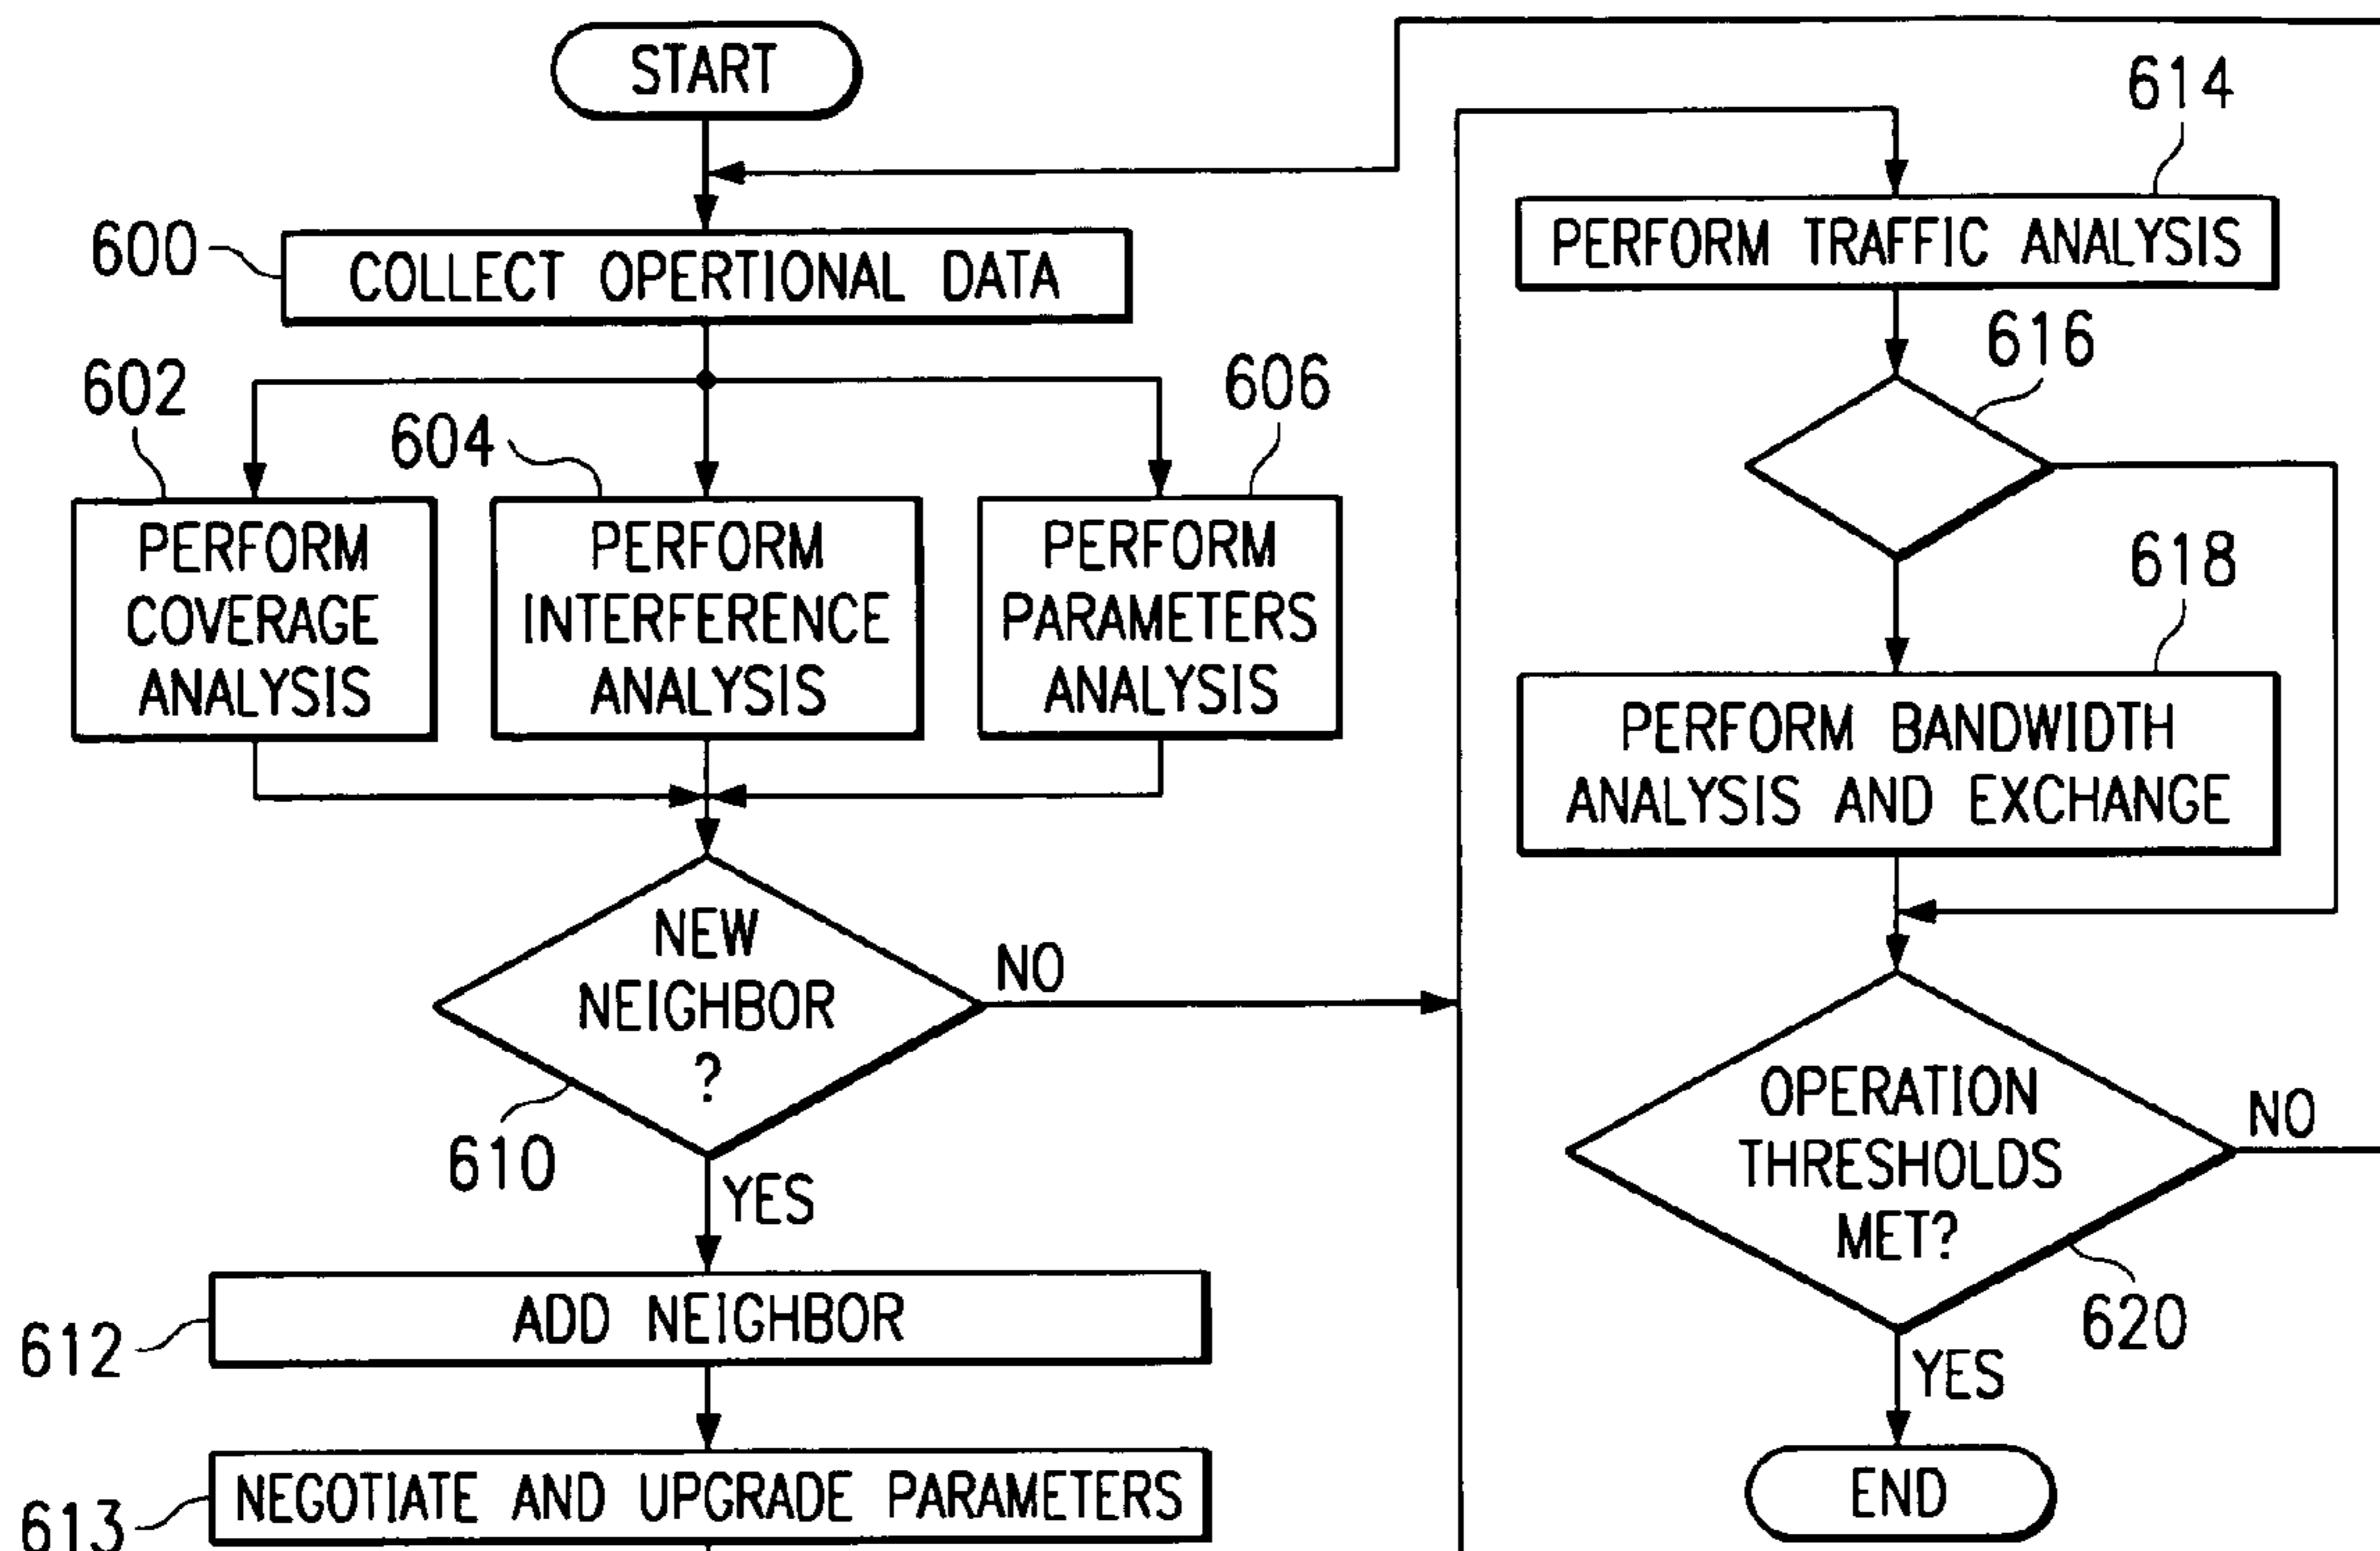 START
600
COLLECT OPERTIONAL DATA
602
604
606
PERFORM
COVERAGE
ANALYSIS
PERFORM
INTERFERENCE
ANALYSIS
PERFORM
PARAMETERS
ANALYSIS
NEW
NEIGHBOR
?
NO
610
YES
612
ADD NEIGHBOR
613
NEGOTIATE AND UPGRADE PARAMETERS
614
PERFORM TRAFFIC ANALYSIS
616
618
PERFORM BANDWIDTH
ANALYSIS AND EXCHANGE
OPERATION
THRESHOLDS
MET?
NO
620
YES
END